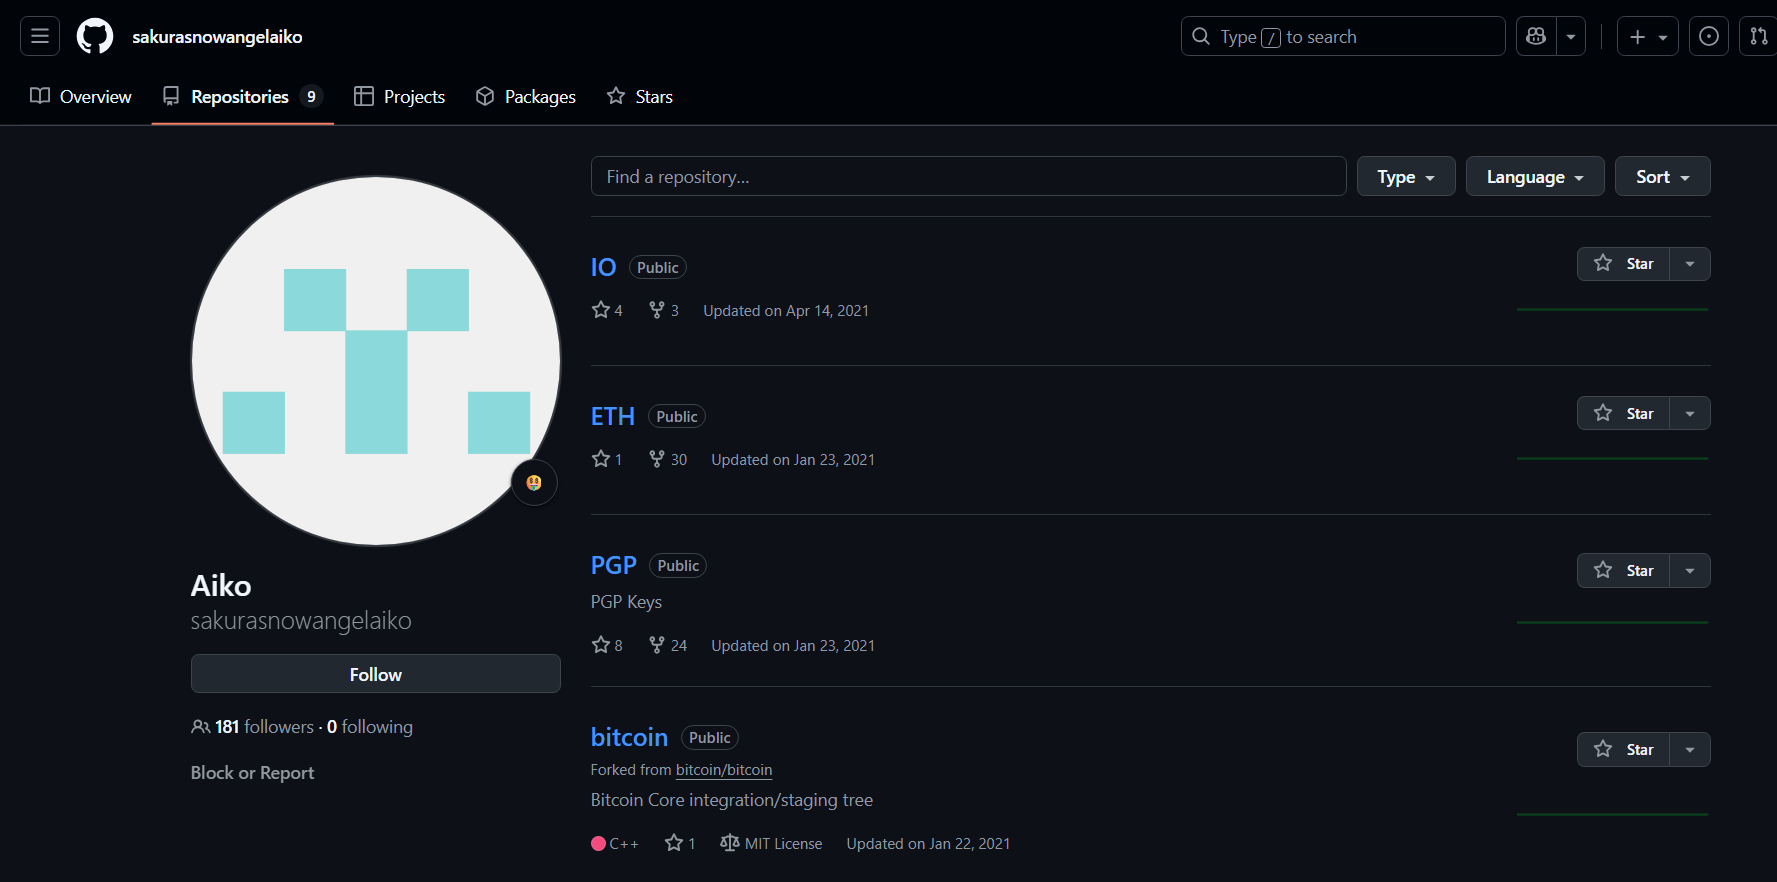 sakurasnowangelaiko
Type / to search
Overview
Repositories 9
Projects
Packages
Stars
Find a repository...
Type
Language
Sort
Aiko
sakurasnowangelaiko
Follow
181 followers · 0 following
Block or Report
IO Public
Star
4 3 Updated on Apr 14, 2021
ETH Public
Star
1 30 Updated on Jan 23, 2021
PGP Public
Star
PGP Keys
8 24 Updated on Jan 23, 2021
bitcoin Public
Star
Forked from bitcoin/bitcoin
Bitcoin Core integration/staging tree
C++ 1 MIT License Updated on Jan 22, 2021